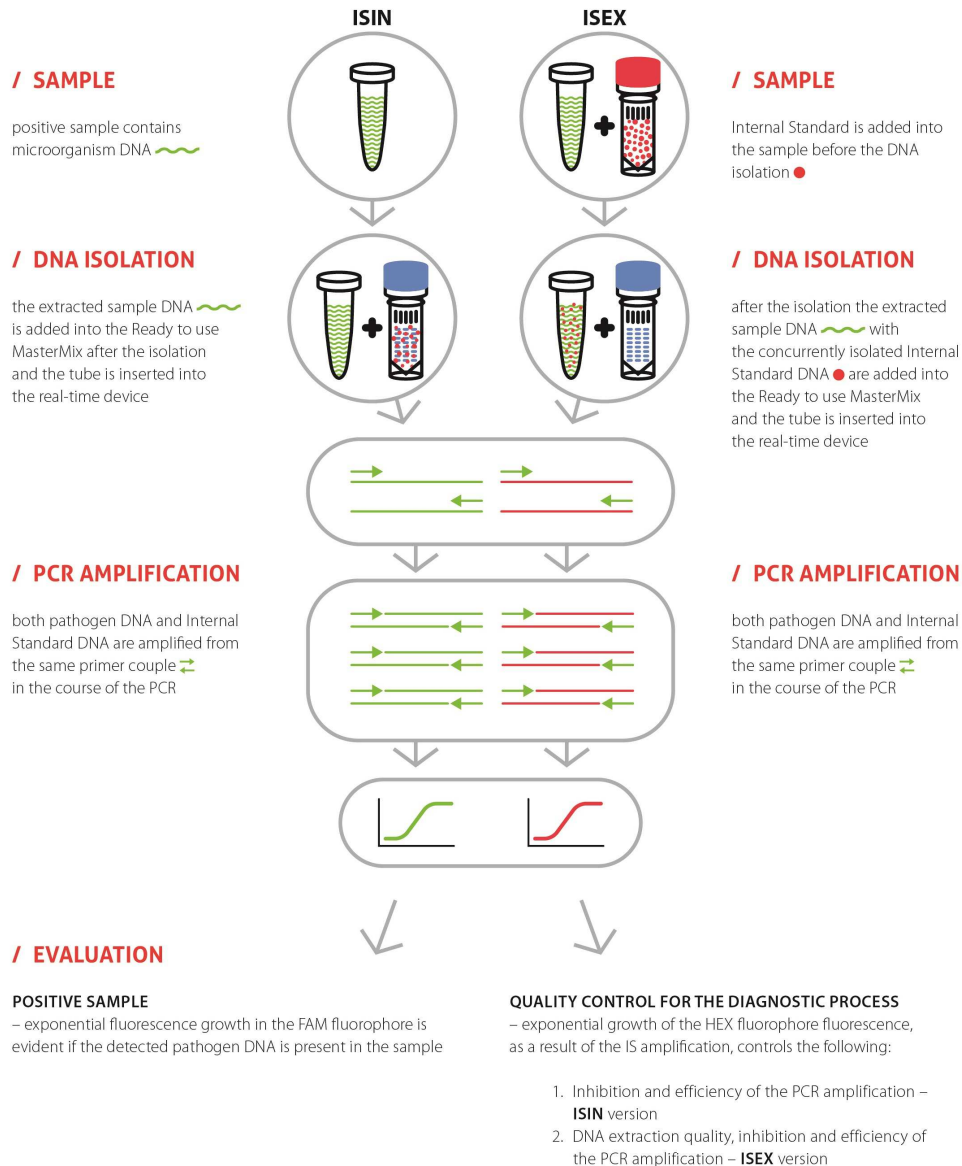 ISIN
ISEX
/ SAMPLE
positive sample contains
microorganism DNA
/ SAMPLE
Internal Standard is added into
the sample before the DNA
isolation
/ DNA ISOLATION
the extracted sample DNA
is added into the Ready to use
MasterMix after the isolation
and the tube is inserted into
the real-time device
/ DNA ISOLATION
after the isolation the extracted
sample DNA with
the concurrently isolated Internal
Standard DNA are added into
the Ready to use MasterMix
and the tube is inserted into
the real-time device
/ PCR AMPLIFICATION
both pathogen DNA and Internal
Standard DNA are amplified from
the same primer couple
in the course of the PCR
/ PCR AMPLIFICATION
both pathogen DNA and Internal
Standard DNA are amplified from
the same primer couple
in the course of the PCR
/ EVALUATION
POSITIVE SAMPLE
– exponential fluorescence growth in the FAM fluorophore is
evident if the detected pathogen DNA is present in the sample
QUALITY CONTROL FOR THE DIAGNOSTIC PROCESS
– exponential growth of the HEX fluorophore fluorescence,
as a result of the IS amplification, controls the following:
1. Inhibition and efficiency of the PCR amplification –
ISIN version
2. DNA extraction quality, inhibition and efficiency of
the PCR amplification – ISEX version